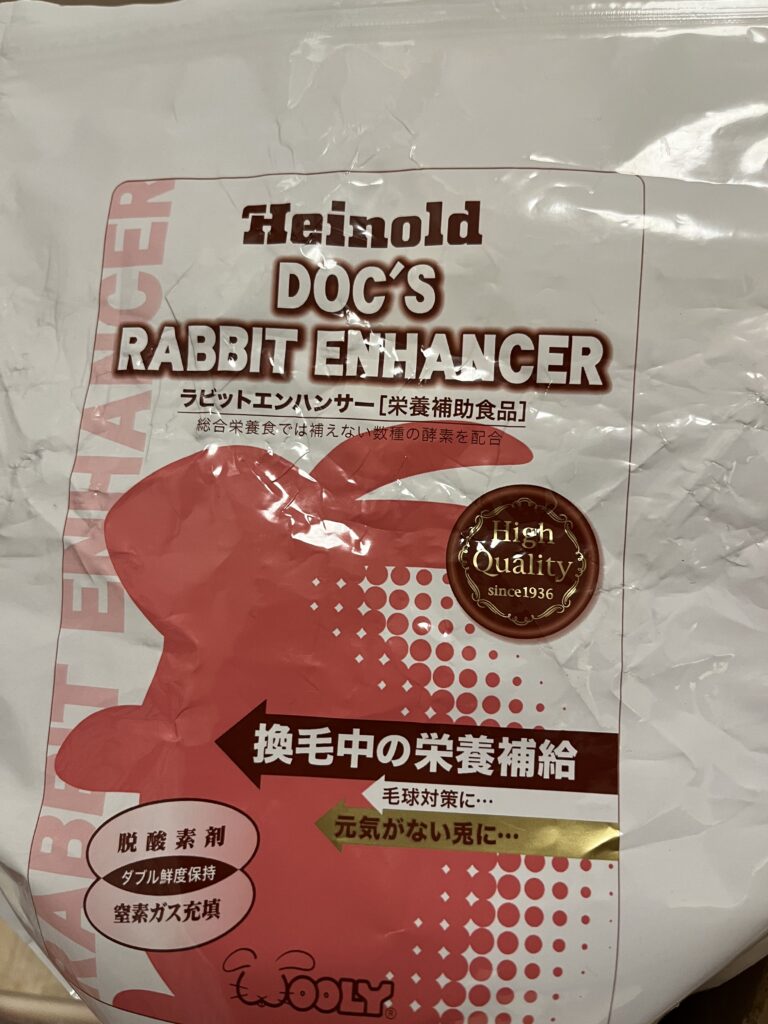 Heinold
DOC'S
RABBIT ENHANCER
ラビットエンハンサー[栄養補助食品]
総合栄養食では補えない数種の酵素を配合
RABBIT ENHANCER
High
Quality
since1936
換毛中の栄養補給
毛球対策に…
元気がない兎に…
脱酸素剤
ダブル鮮度保持
窒素ガス充填
WOOLY®